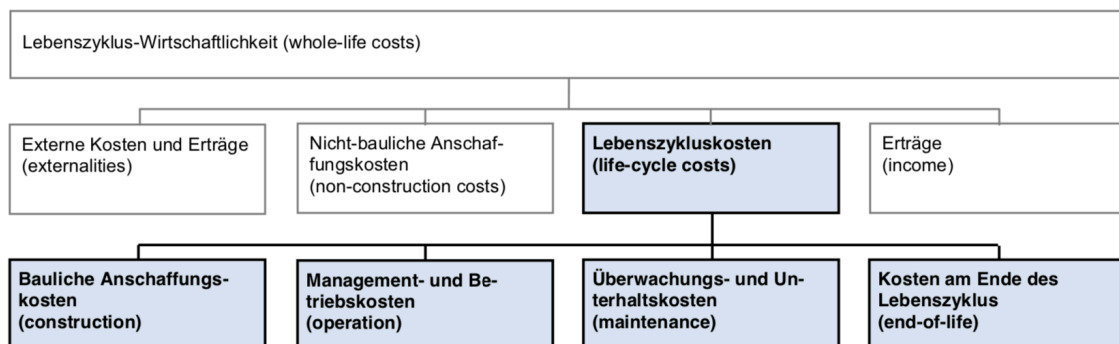 Lebenszyklus-Wirtschaftlichkeit (whole-life costs)
Externe Kosten und Erträge
(externalities)
Nicht-bauliche Anschaf-
fungskosten
(non-construction costs)
Lebenszykluskosten
(life-cycle costs)
Erträge
(income)
Bauliche Anschaffungs-
kosten
(construction)
Management- und Be-
triebskosten
(operation)
Überwachungs- und Un-
terhaltskosten
(maintenance)
Kosten am Ende des
Lebenszyklus
(end-of-life)